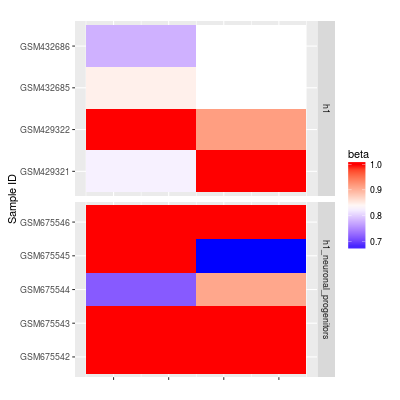 GSM432686
GSM432685
GSM429322
GSM429321
h1
GSM675546
GSM675545
GSM675544
GSM675543
GSM675542
h1_neuronal_progenitors
Sample ID
beta
1.0
0.9
0.8
0.7